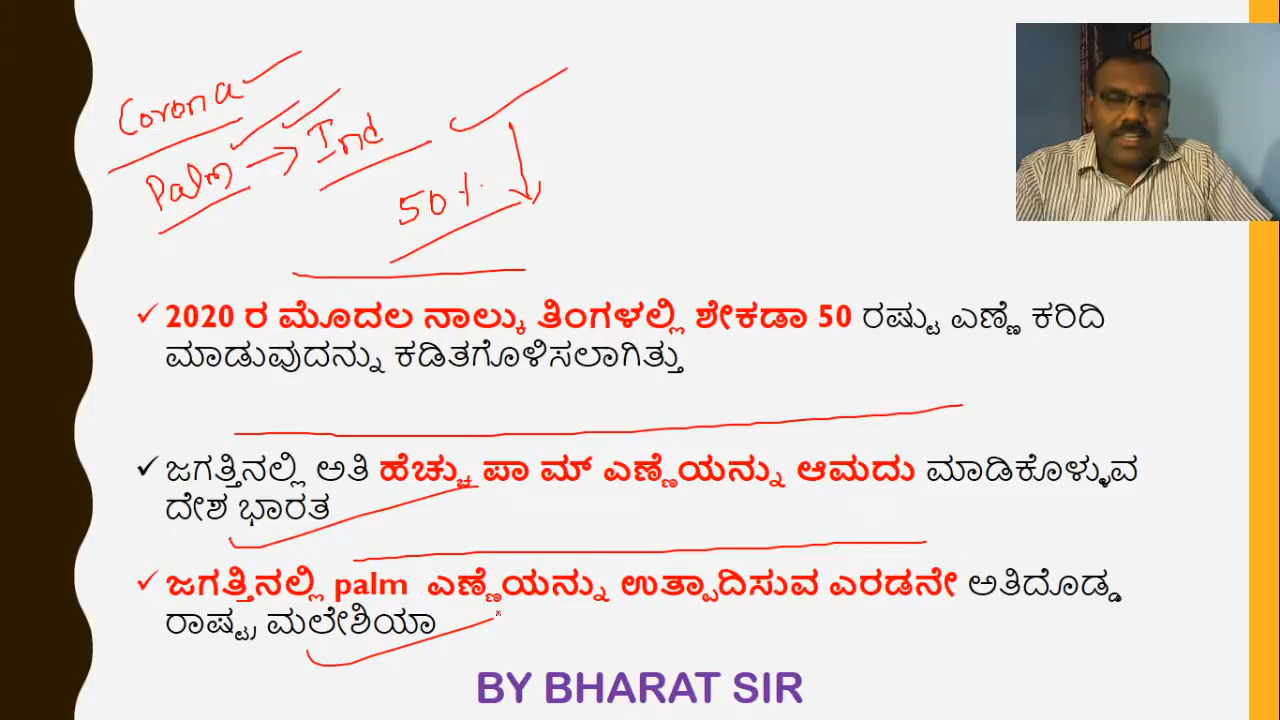 Corona
Palm → Ind
50%
2020 ರ ಮೊದಲ ನಾಲ್ಕು ತಿಂಗಳಲ್ಲಿ ಶೇಕಡಾ 50 ರಷ್ಟು ಎಣ್ಣೆ ಕರಿದಿ
ಮಾಡುವುದನ್ನು ಕಡಿತಗೊಳಿಸಲಾಗಿತ್ತು
ಜಗತ್ತಿನಲ್ಲಿ ಅತಿ ಹೆಚ್ಚು ಪಾ ಮ್ ಎಣ್ಣೆಯನ್ನು ಆಮದು ಮಾಡಿಕೊಳ್ಳುವ
ದೇಶ ಭಾರತ
ಜಗತ್ತಿನಲ್ಲಿ palm ಎಣ್ಣೆಯನ್ನು ಉತ್ಪಾದಿಸುವ ಎರಡನೇ ಅತಿದೊಡ್ಡ
ರಾಷ್ಟ್ರ ಮಲೇಶಿಯಾ
BY BHARAT SIR